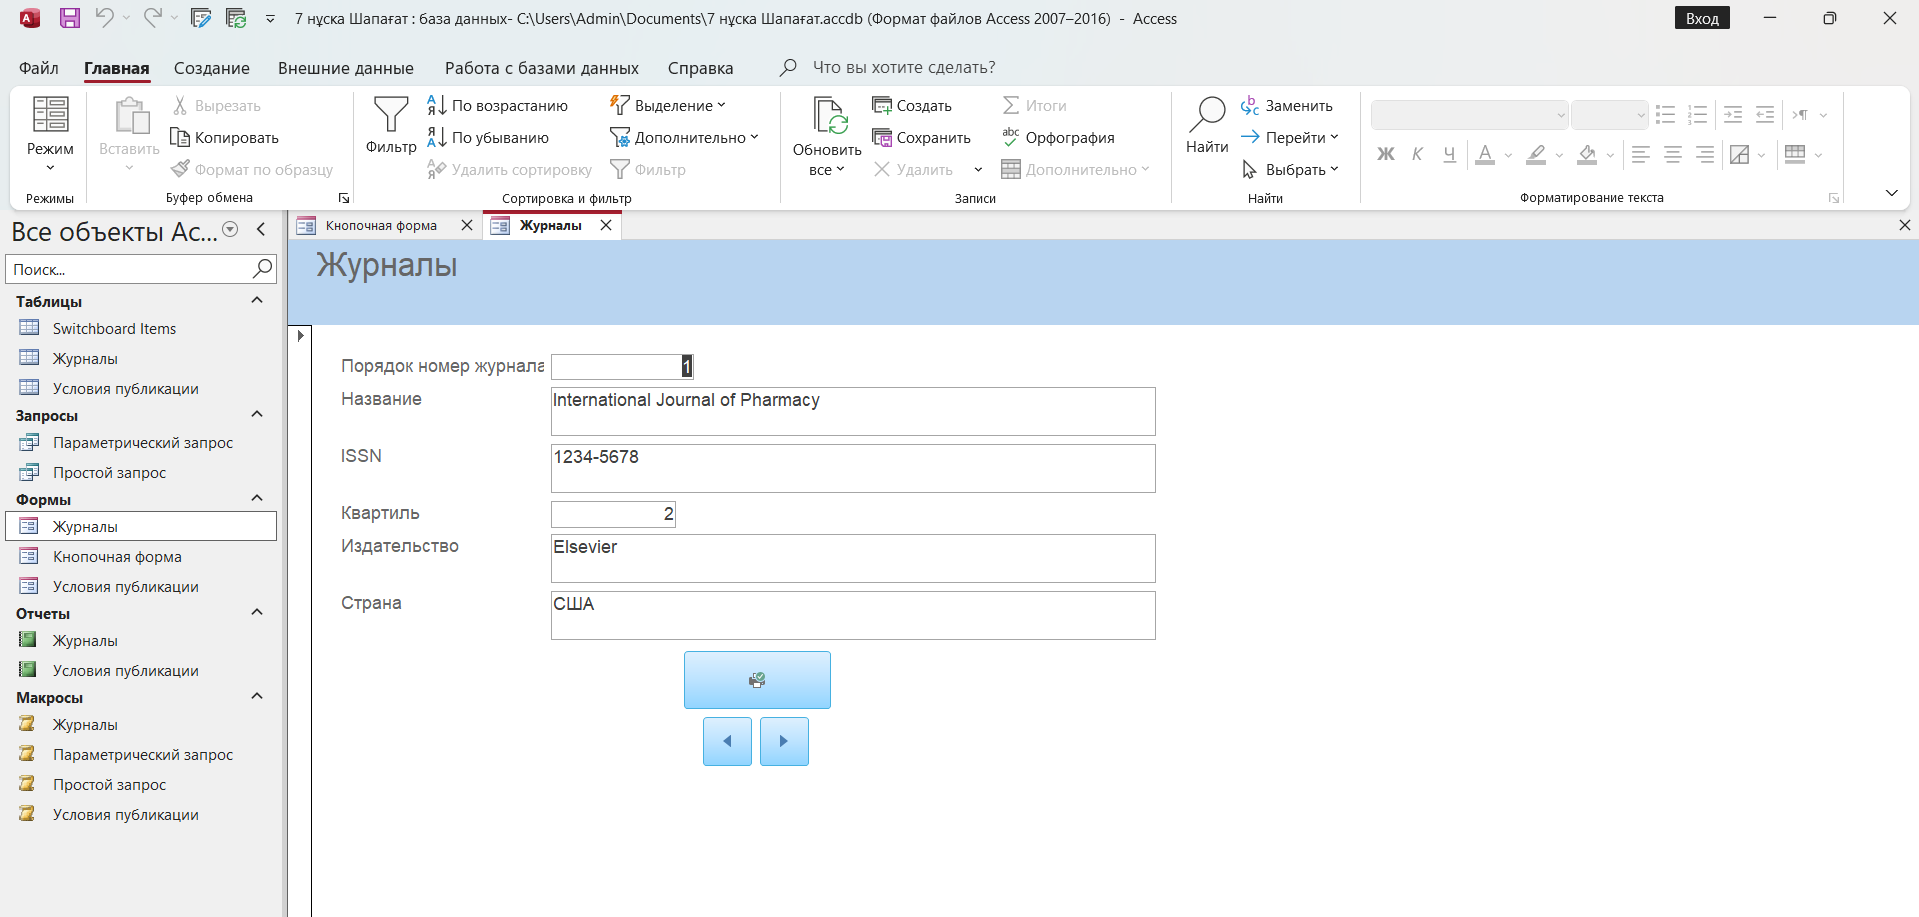 7 нұска Шапағат : база данных- C:\Users\Admin\Documents\7 нұска Шапағат.accdb (Формат файлов Access 2007–2016) - Access
Вход
Файл Главная Создание Внешние данные Работа с базами данных Справка Что вы хотите сделать?
Режим
Режимы
Вставить
Вырезать
Копировать
Формат по образцу
Буфер обмена
Фильтр
По возрастанию
По убыванию
Удалить сортировку
Выделение
Дополнительно
Фильтр
Сортировка и фильтр
Обновить
все
Создать
Сохранить
Удалить
Итоги
Орфография
Дополнительно
Записи
Найти
Заменить
Перейти
Выбрать
Найти
Ж К Ч А
Форматирование текста
Все объекты Ac...
Поиск...
Таблицы
Switchboard Items
Журналы
Условия публикации
Запросы
Параметрический запрос
Простой запрос
Формы
Журналы
Кнопочная форма
Условия публикации
Отчеты
Журналы
Условия публикации
Макросы
Журналы
Параметрический запрос
Простой запрос
Условия публикации
Кнопочная форма
Журналы
Журналы
Порядок номер журнала 1
Название International Journal of Pharmacy
ISSN 1234-5678
Квартиль 2
Издательство Elsevier
Страна США